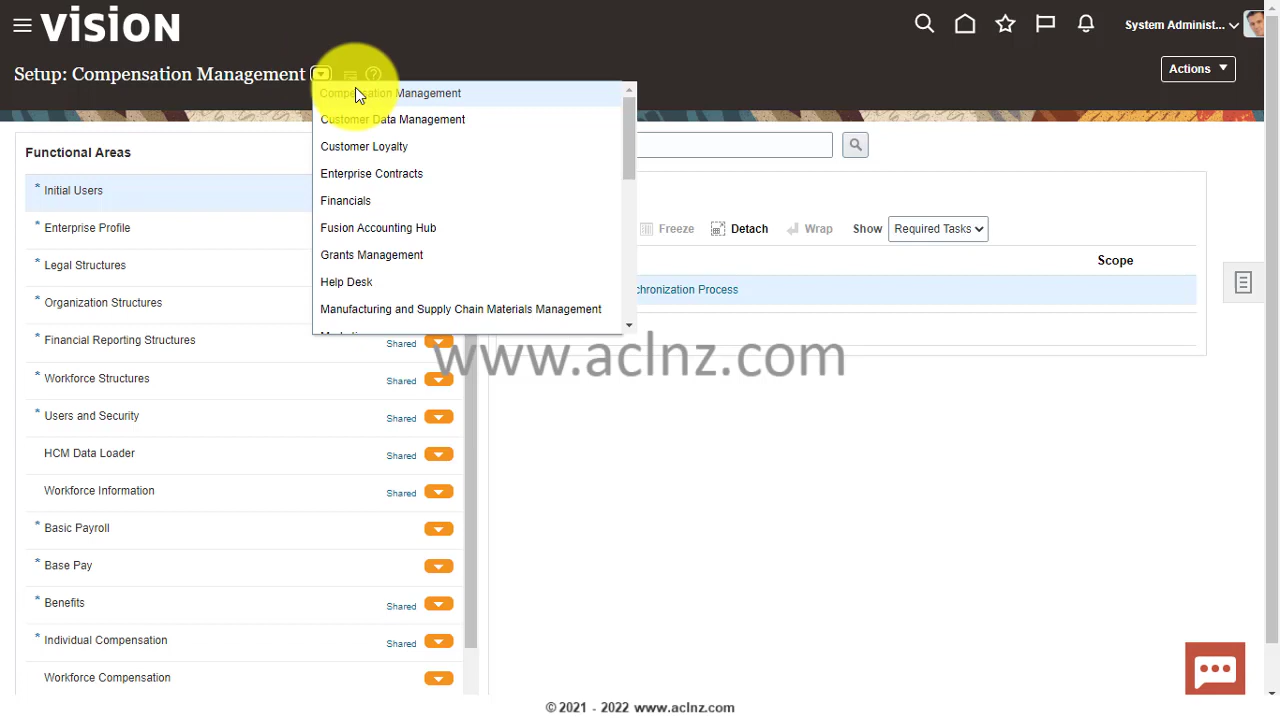 vision
System Administ...
Setup: Compensation Management
Actions
Compensation Management
Customer Data Management
Customer Loyalty
Enterprise Contracts
Financials
Fusion Accounting Hub
Grants Management
Help Desk
Manufacturing and Supply Chain Materials Management
Functional Areas
* Initial Users
* Enterprise Profile
* Legal Structures
* Organization Structures
* Financial Reporting Structures Shared
* Workforce Structures Shared
* Users and Security Shared
HCM Data Loader Shared
Workforce Information Shared
* Basic Payroll
* Base Pay
* Benefits Shared
* Individual Compensation Shared
Workforce Compensation
Freeze Detach Wrap Show Required Tasks
Scope
chronization Process
www.aclnz.com
© 2021 - 2022 www.aclnz.com